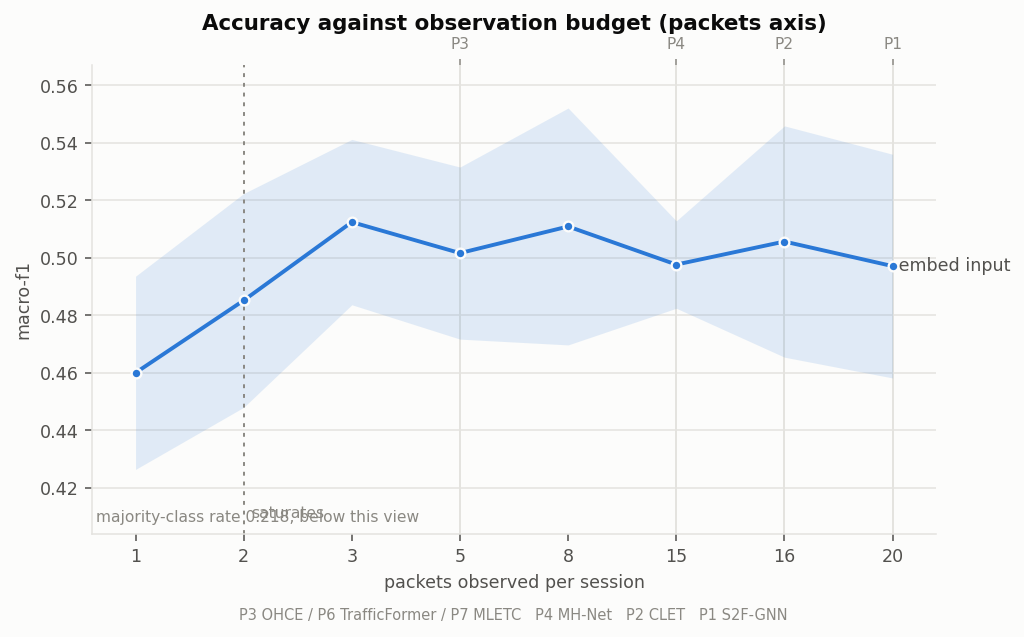 Accuracy against observation budget (packets axis)
P3 P4 P2 P1
0.56
0.54
0.52
0.50
0.48
0.46
0.44
0.42
macro-f1
embed input
saturates
majority-class rate 0.218, below this view
1 2 3 5 8 15 16 20
packets observed per session
P3 OHCE / P6 TrafficFormer / P7 MLETC P4 MH-Net P2 CLET P1 S2F-GNN